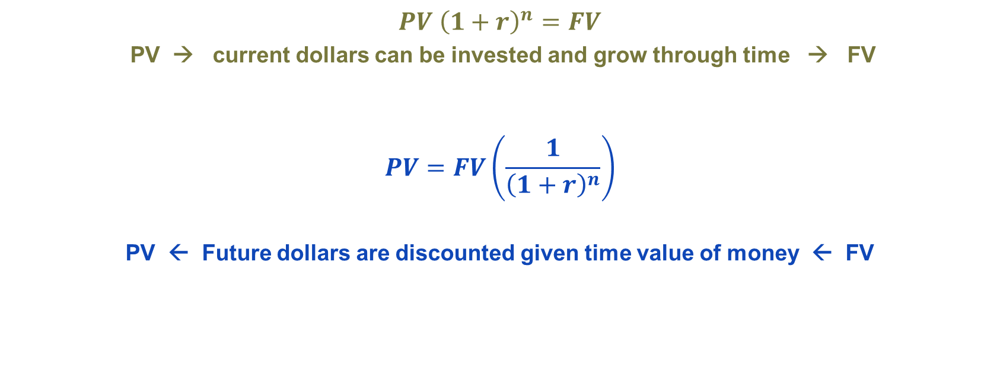 PV (1 + r)^n = FV
PV → current dollars can be invested and grow through time → FV
PV = FV (1 / (1 + r)^n)
PV ← Future dollars are discounted given time value of money ← FV